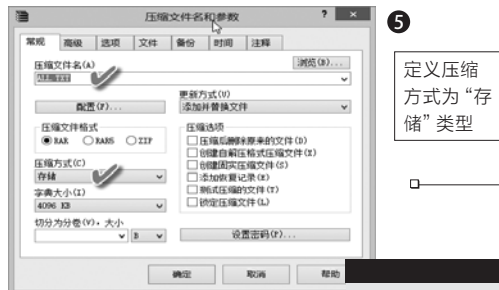 压缩文件名和参数 ? ×
常规 高级 选项 文件 备份 时间 注释
压缩文件名(A) 浏览(B)...
ALL.TXT
更新方式(U)
配置(F)... 添加并替换文件
压缩文件格式
RAR RAR5 ZIP
压缩选项
压缩后删除原来的文件(D)
创建自解压格式压缩文件(X)
创建固实压缩文件(S)
添加恢复记录(E)
测试压缩的文件(T)
锁定压缩文件(L)
压缩方式(C)
存储
字典大小(I)
4096 KB
切分为分卷(V), 大小
B
设置密码(P)...
确定 取消 帮助
❺
定义压缩
方式为“存
储”类型